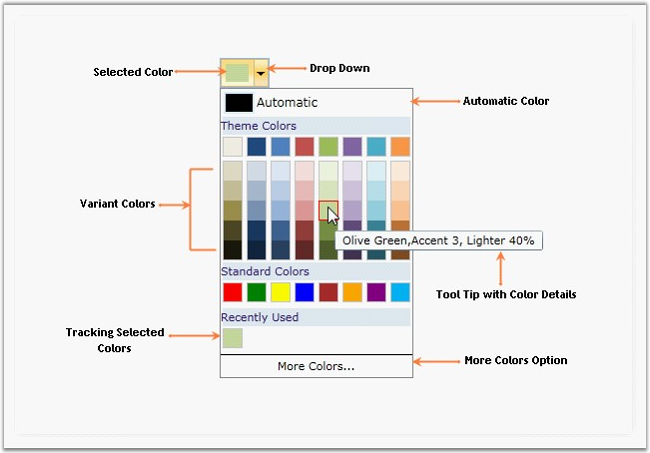 Drop Down
Selected Color
Automatic
Automatic Color
Theme Colors
Variant Colors
Olive Green,Accent 3, Lighter 40%
Standard Colors
Tool Tip with Color Details
Recently Used
Tracking Selected
Colors
More Colors...
More Colors Option